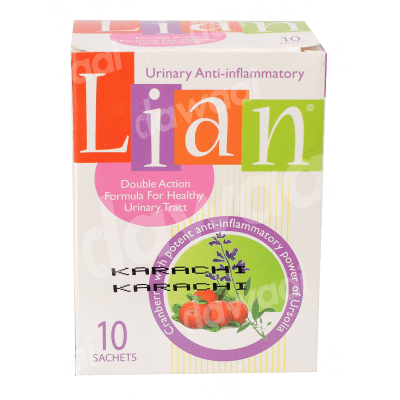 10
Urinary Anti-inflammatory
Lian®
Double Action
Formula For Healthy
Urinary Tract
Cranberry with potent anti-inflammatory power of Ursolia
KARACHI
KARACHI
10
SACHETS
dawaai